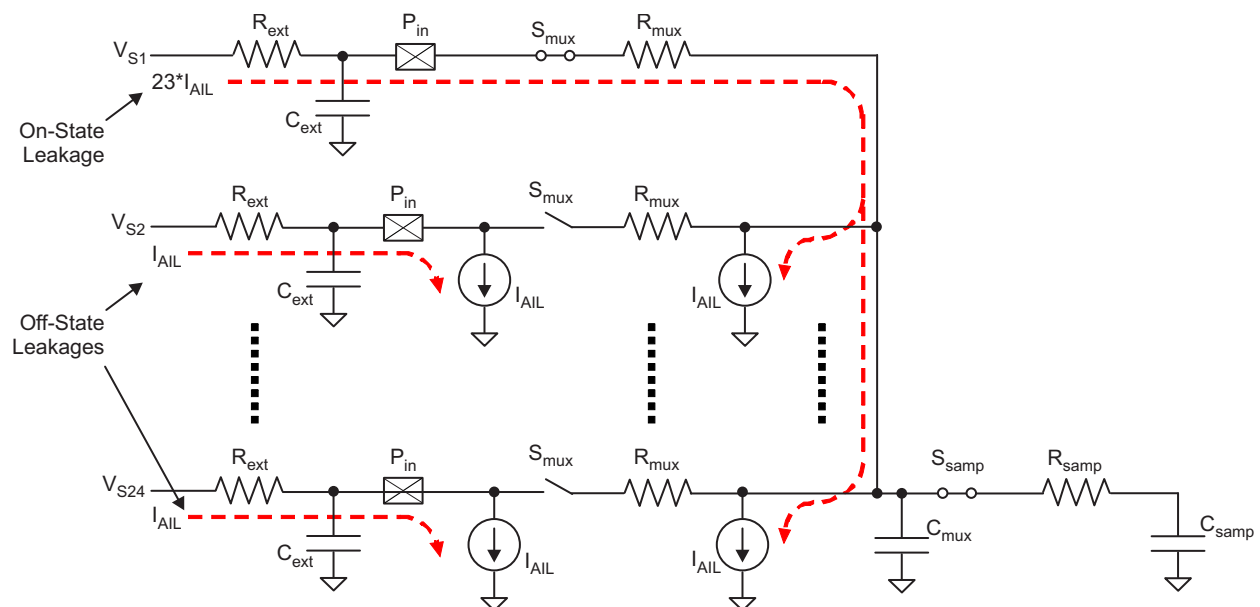 R_ext P_in S_mux R_mux
V_S1
23*I_AIL
C_ext
On-State
Leakage
R_ext P_in S_mux R_mux
V_S2
I_AIL
C_ext I_AIL I_AIL
Off-State
Leakages
R_ext P_in S_mux R_mux S_samp R_samp
V_S24
I_AIL
C_ext I_AIL I_AIL C_mux C_samp